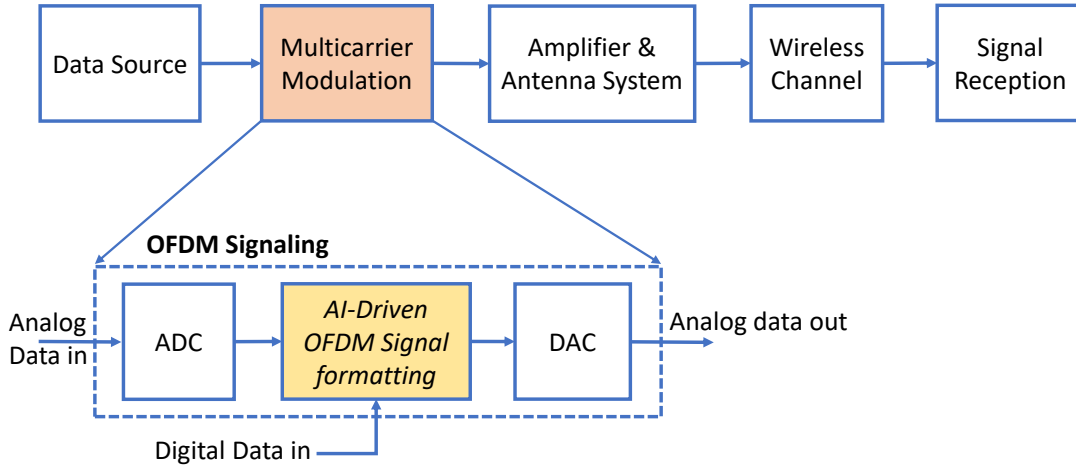 Data Source
Multicarrier
Modulation
Amplifier &
Antenna System
Wireless
Channel
Signal
Reception
OFDM Signaling
Analog
Data in
ADC
AI-Driven
OFDM Signal
formatting
DAC
Analog data out
Digital Data in